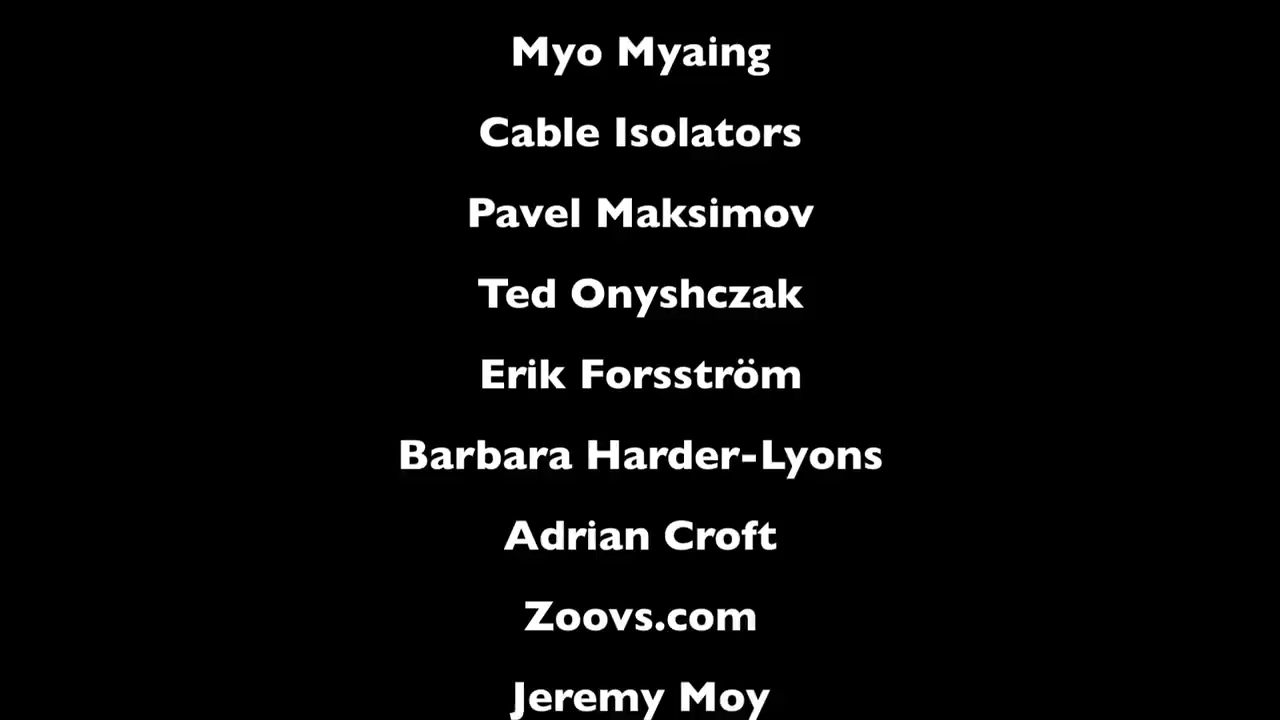 Myo Myaing
Cable Isolators
Pavel Maksimov
Ted Onyshczak
Erik Forsström
Barbara Harder-Lyons
Adrian Croft
Zoovs.com
Jeremy Moy